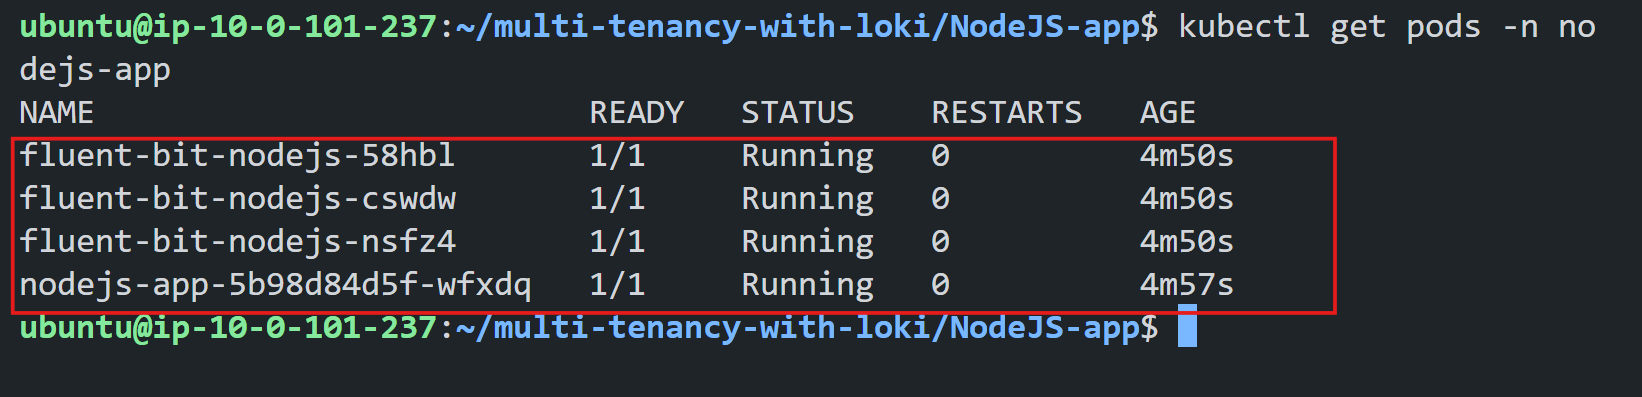 ubuntu@ip-10-0-101-237:~/multi-tenancy-with-loki/NodeJS-app$ kubectl get pods -n no
dejs-app
NAME                          READY   STATUS    RESTARTS   AGE
fluent-bit-nodejs-58hbl       1/1     Running   0          4m50s
fluent-bit-nodejs-cswdw       1/1     Running   0          4m50s
fluent-bit-nodejs-nsfz4       1/1     Running   0          4m50s
nodejs-app-5b98d84d5f-wfxdq   1/1     Running   0          4m57s
ubuntu@ip-10-0-101-237:~/multi-tenancy-with-loki/NodeJS-app$